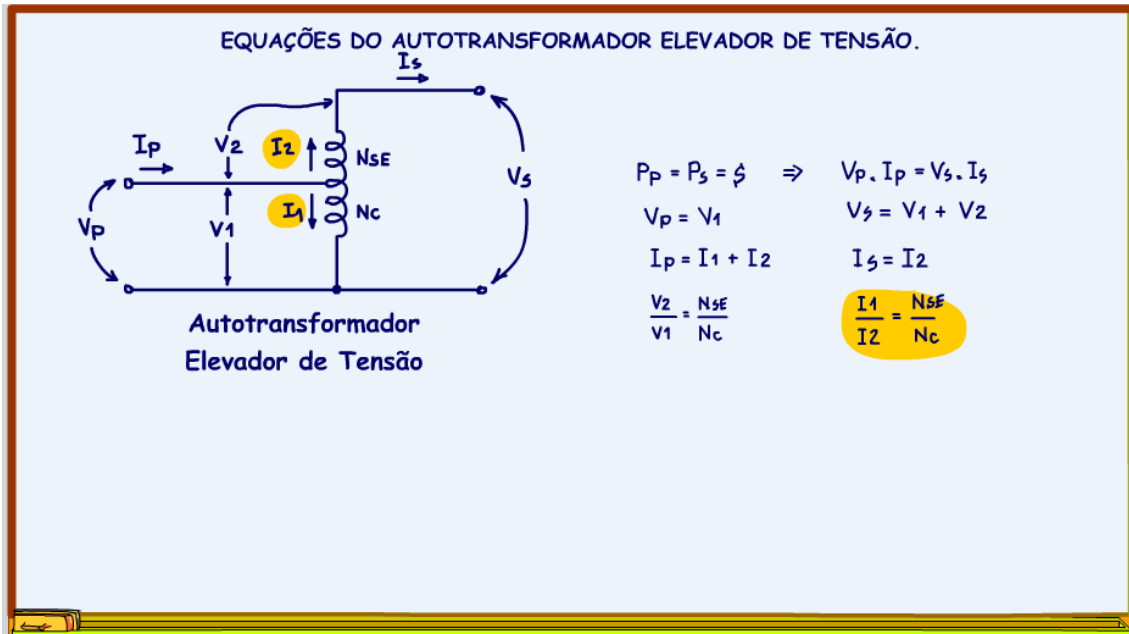 EQUAÇÕES DO AUTOTRANSFORMADOR ELEVADOR DE TENSÃO.
Is
Ip
V2
I2
NSE
Vp
V1
I1
Nc
Vs
Autotransformador
Elevador de Tensão
Pp = Ps = $ ⇒ Vp. Ip = Vs. Is
Vp = V1
Vs = V1 + V2
Ip = I1 + I2
Is = I2
V2/V1 = NSE/Nc
I1/I2 = NSE/Nc